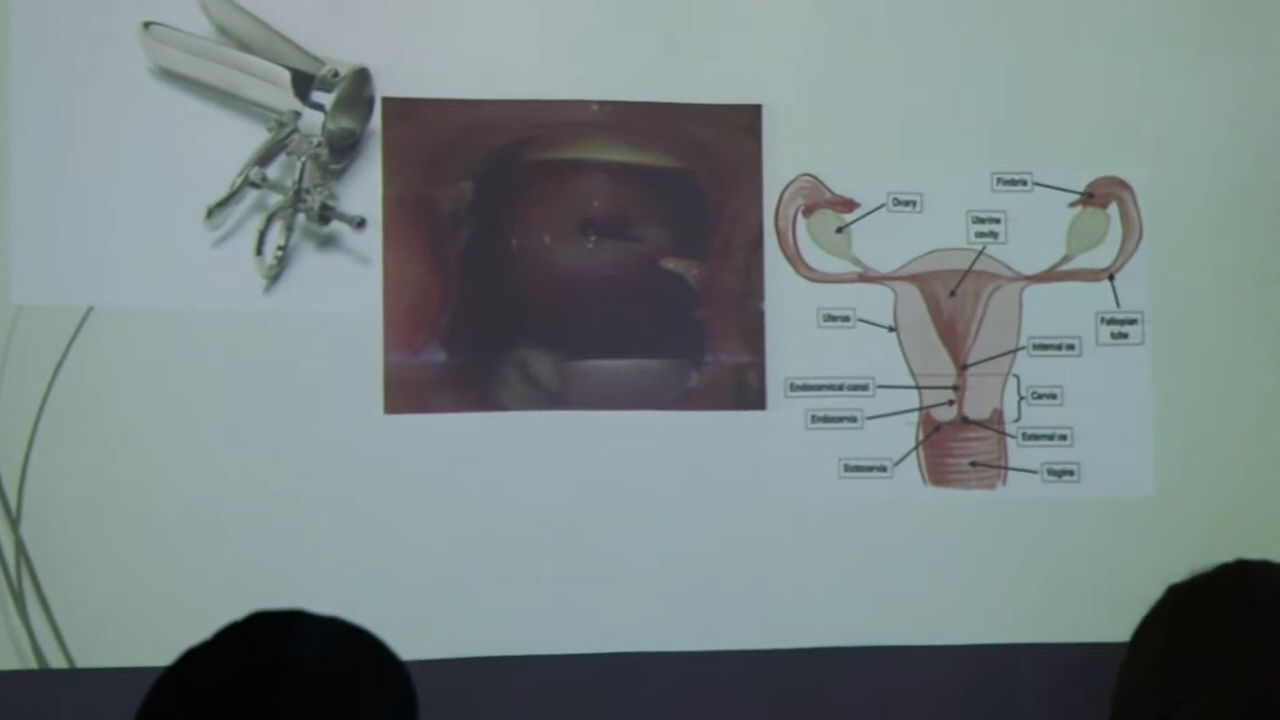 Fimbria
Ovary
Uterine
cavity
Uterus
Fallopian
tube
Internal os
Endocervical canal
Cervix
Endocervix
External os
Ectocervix
Vagina